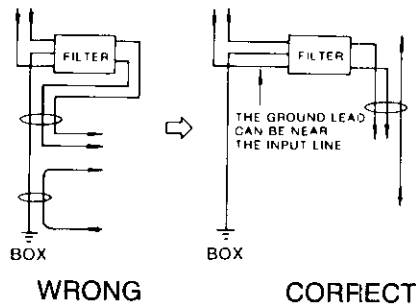 FILTER
BOX
WRONG
FILTER
THE GROUND LEAD
CAN BE NEAR
THE INPUT LINE
BOX
CORRECT